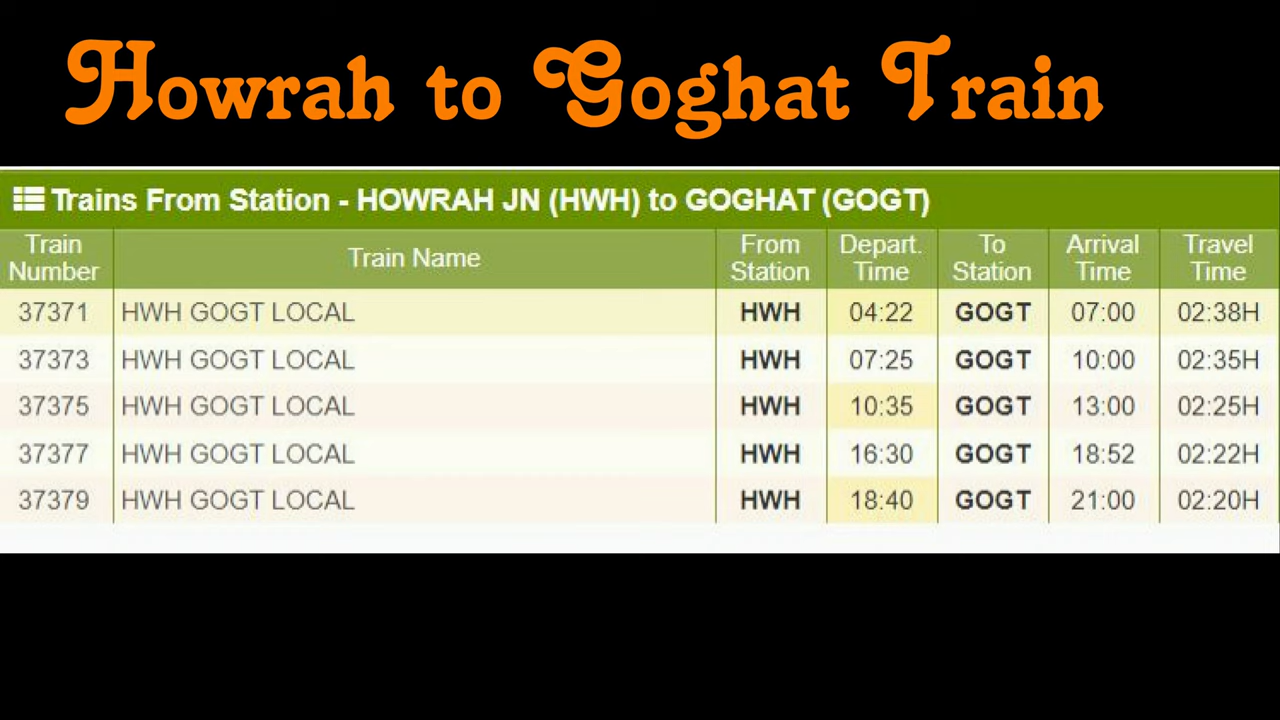 Howrah to Goghat Train
Trains From Station - HOWRAH JN (HWH) to GOGHAT (GOGT)
Train Number Train Name From Station Depart. Time To Station Arrival Time Travel Time
37371 HWH GOGT LOCAL HWH 04:22 GOGT 07:00 02:38H
37373 HWH GOGT LOCAL HWH 07:25 GOGT 10:00 02:35H
37375 HWH GOGT LOCAL HWH 10:35 GOGT 13:00 02:25H
37377 HWH GOGT LOCAL HWH 16:30 GOGT 18:52 02:22H
37379 HWH GOGT LOCAL HWH 18:40 GOGT 21:00 02:20H